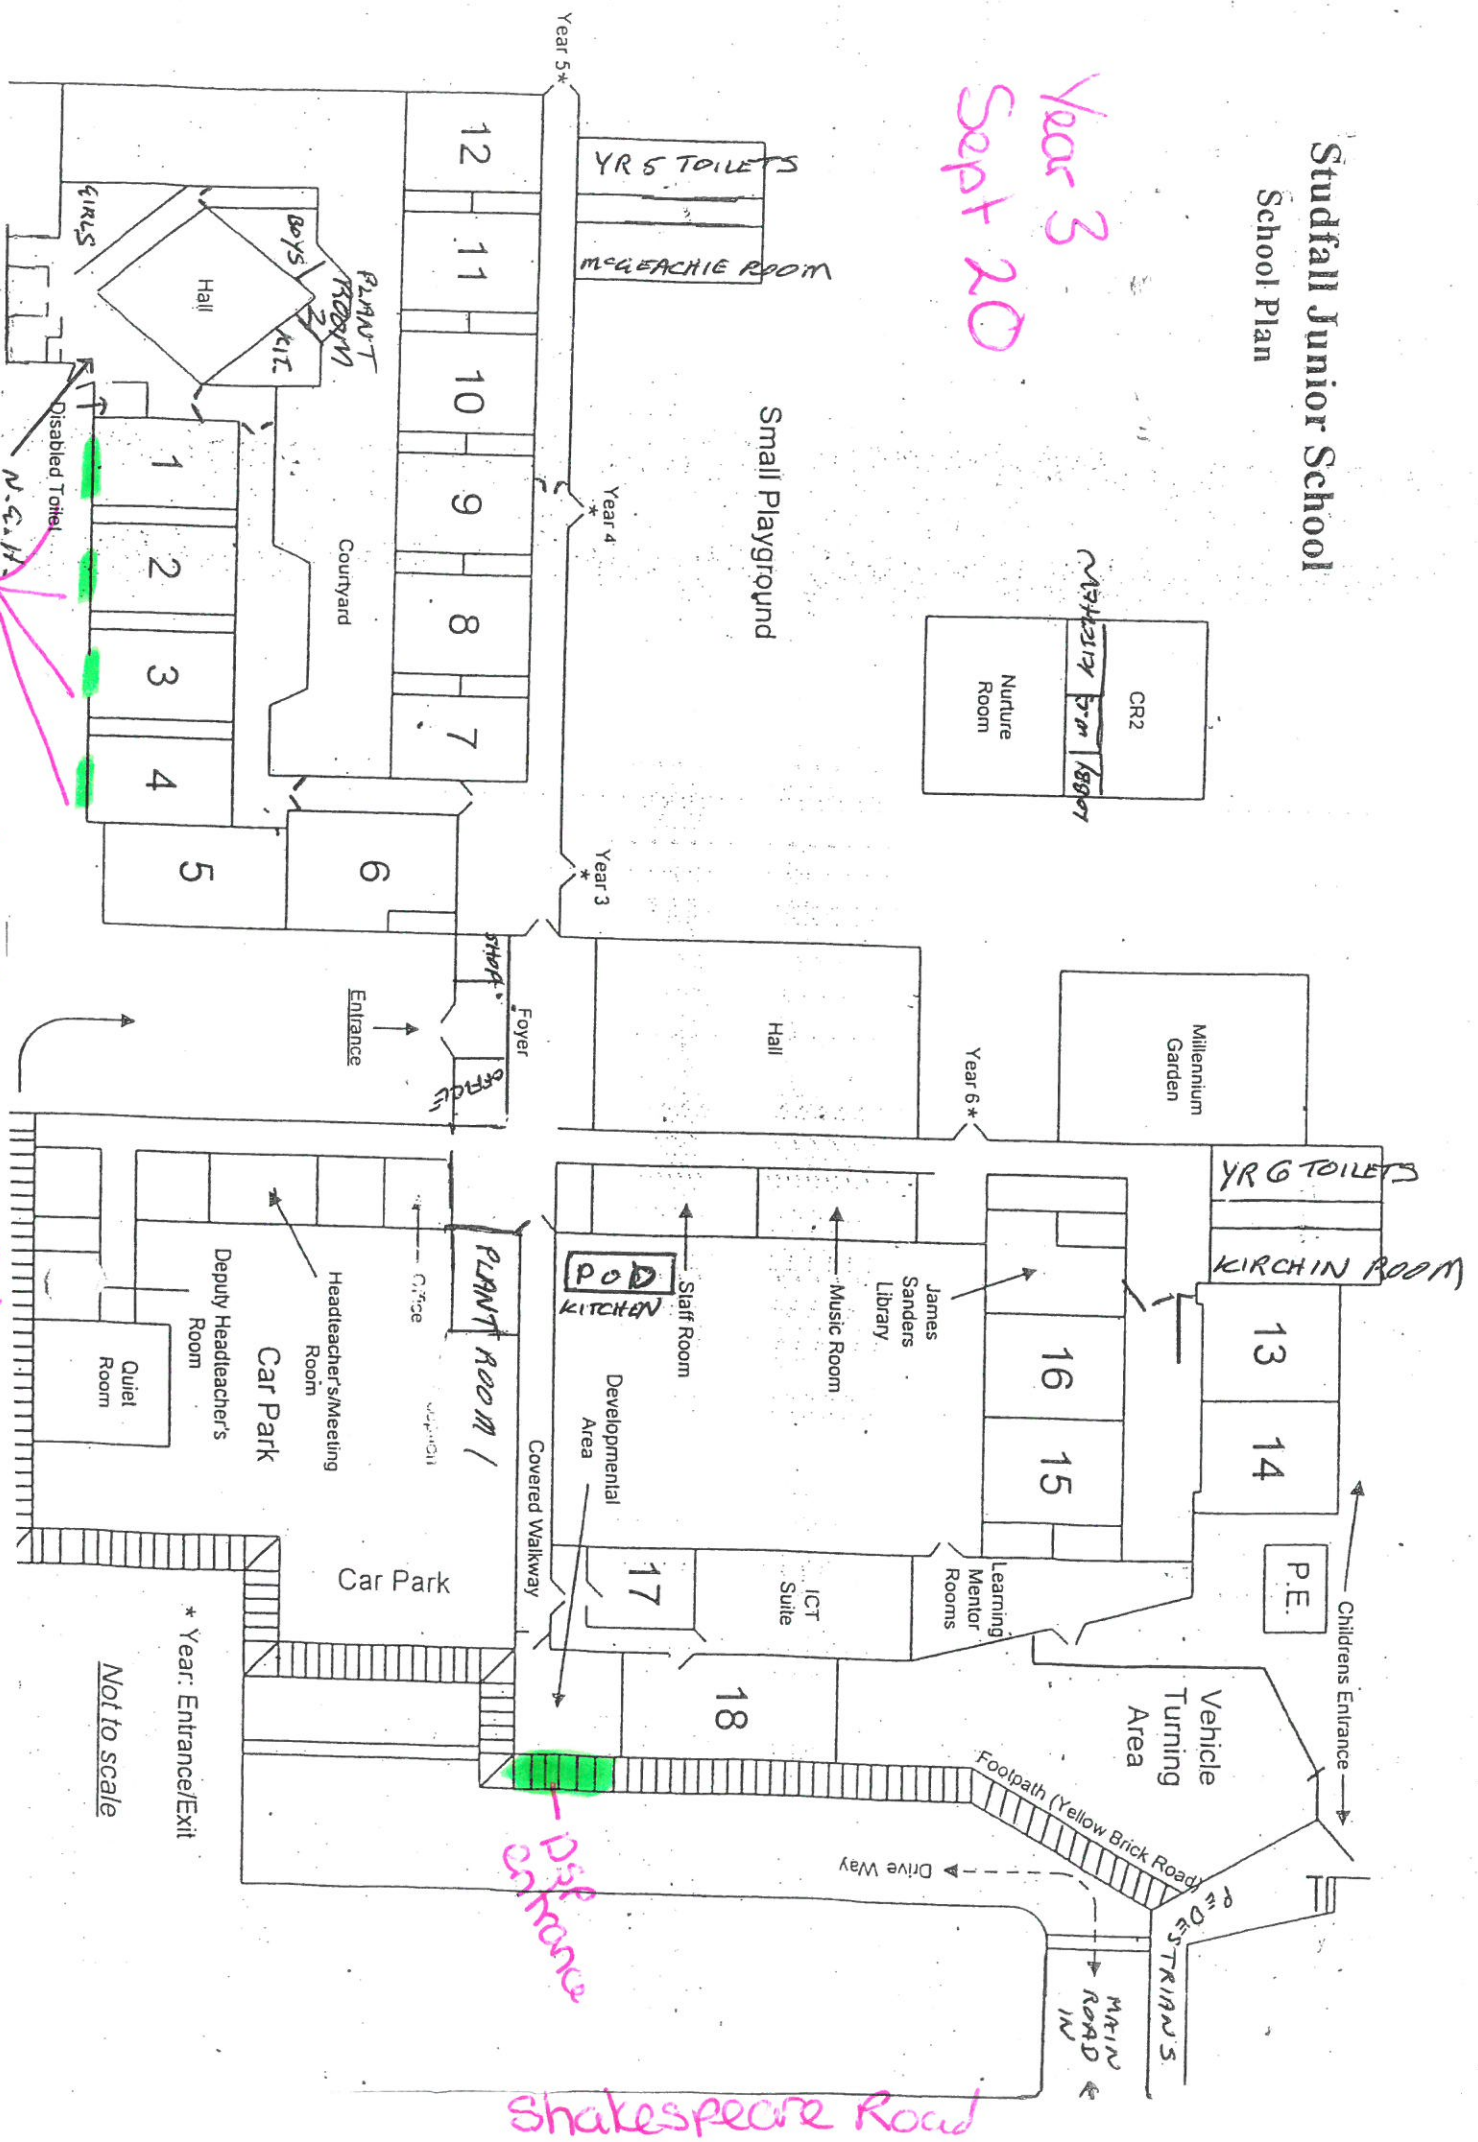 Studfall Junior School
School Plan
Year 3
Sept 20
YR 5 TOILETS
McGEACHIE ROOM
Year 5 *
12
11
10
9
8
7
Year 4
*
Year 3
*
Small Playground
CR2
KITCHEN
LOBBY
Nurture
Room
Millennium
Garden
Hall
Year 6 *
YR 6 TOILETS
KIRCHIN ROOM
13
14
P.E.
Childrens Entrance
GIRLS
BOYS
Hall
PLANT
ROOM
2
KIT.
Courtyard
Disabled Toilet
N.G.H.
1
2
3
4
5
6
SHOP
Foyer
OFFICE
Entrance
James
Sanders
Library
16
15
Music Room
Staff Room
POD
KITCHEN
PLANT ROOM 1
Office
Headteacher's/Meeting
Room
Car Park
Deputy Headteacher's
Room
Quiet
Room
Developmental
Area
Covered Walkway
Car Park
17
ICT
Suite
Learning
Mentor
Rooms
18
Vehicle
Turning
Area
Footpath (Yellow Brick Road)
PEDESTRIAN'S
Drive Way
MAIN
ROAD
IN
DSP
entrance
Shakespeare Road
* Year: Entrance/Exit
Not to scale